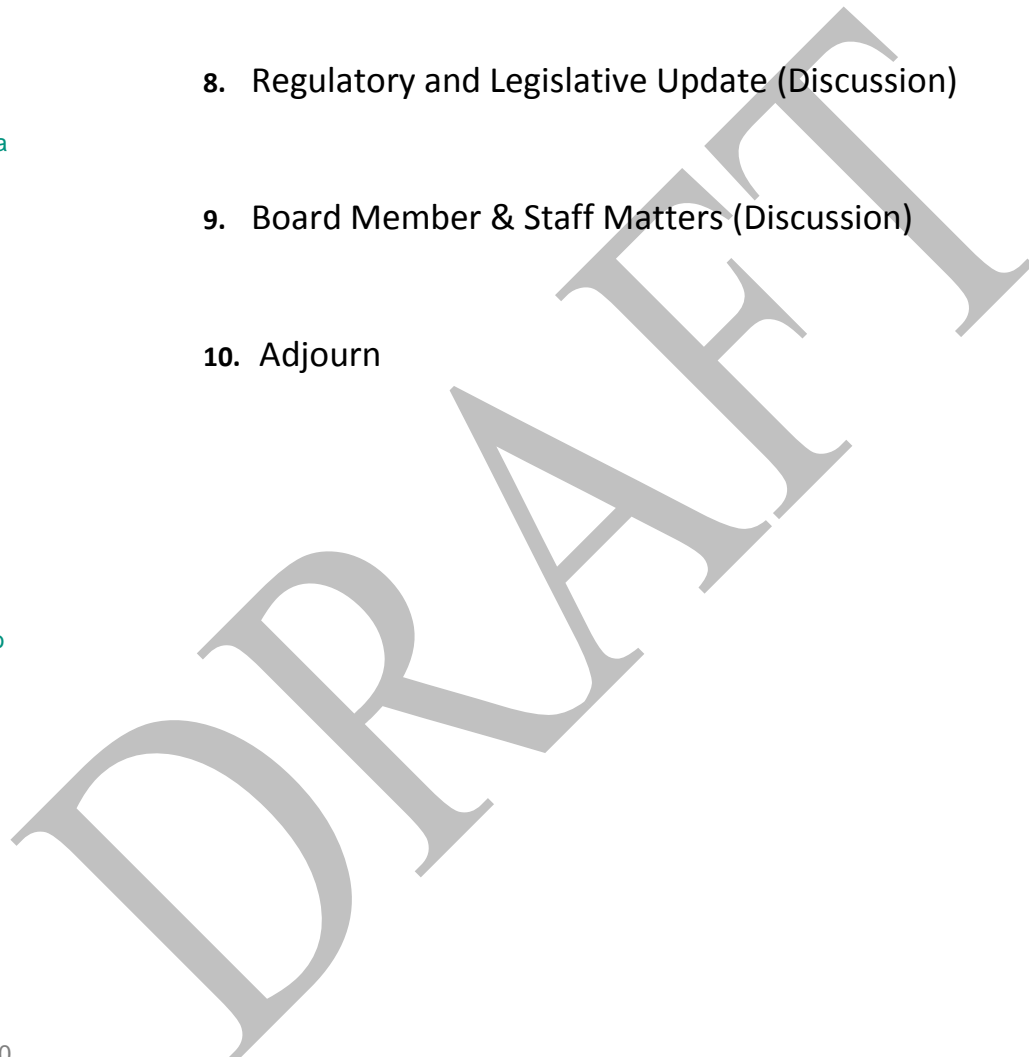 8. Regulatory and Legislative Update (Discussion)
a
9. Board Member & Staff Matters (Discussion)
10. Adjourn
DRAFT